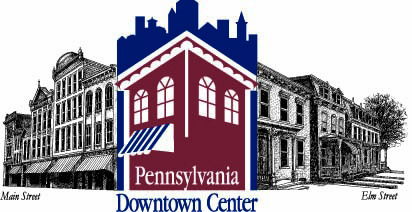 Pennsylvania
Main Street
Elm Street
Downtown Center